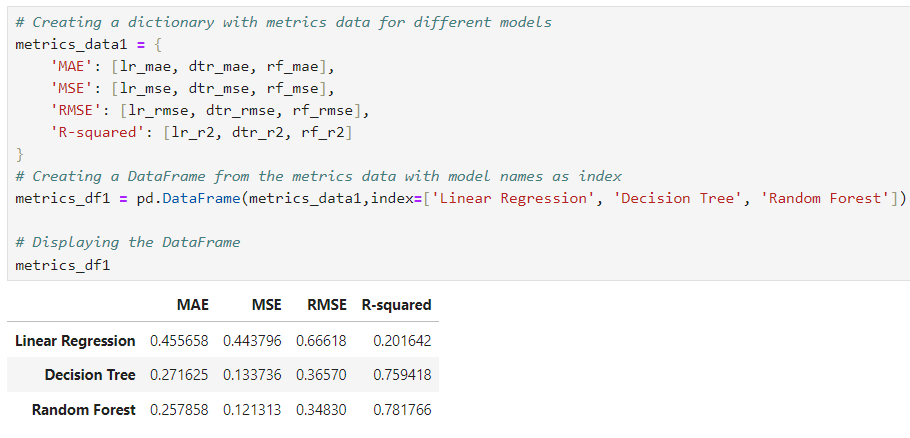 # Creating a dictionary with metrics data for different models
metrics_data1 = {
    'MAE': [lr_mae, dtr_mae, rf_mae],
    'MSE': [lr_mse, dtr_mse, rf_mse],
    'RMSE': [lr_rmse, dtr_rmse, rf_rmse],
    'R-squared': [lr_r2, dtr_r2, rf_r2]
}
# Creating a DataFrame from the metrics data with model names as index
metrics_df1 = pd.DataFrame(metrics_data1,index=['Linear Regression', 'Decision Tree', 'Random Forest'])

# Displaying the DataFrame
metrics_df1
MAE MSE RMSE R-squared
Linear Regression 0.455658 0.443796 0.66618 0.201642
Decision Tree 0.271625 0.133736 0.36570 0.759418
Random Forest 0.257858 0.121313 0.34830 0.781766